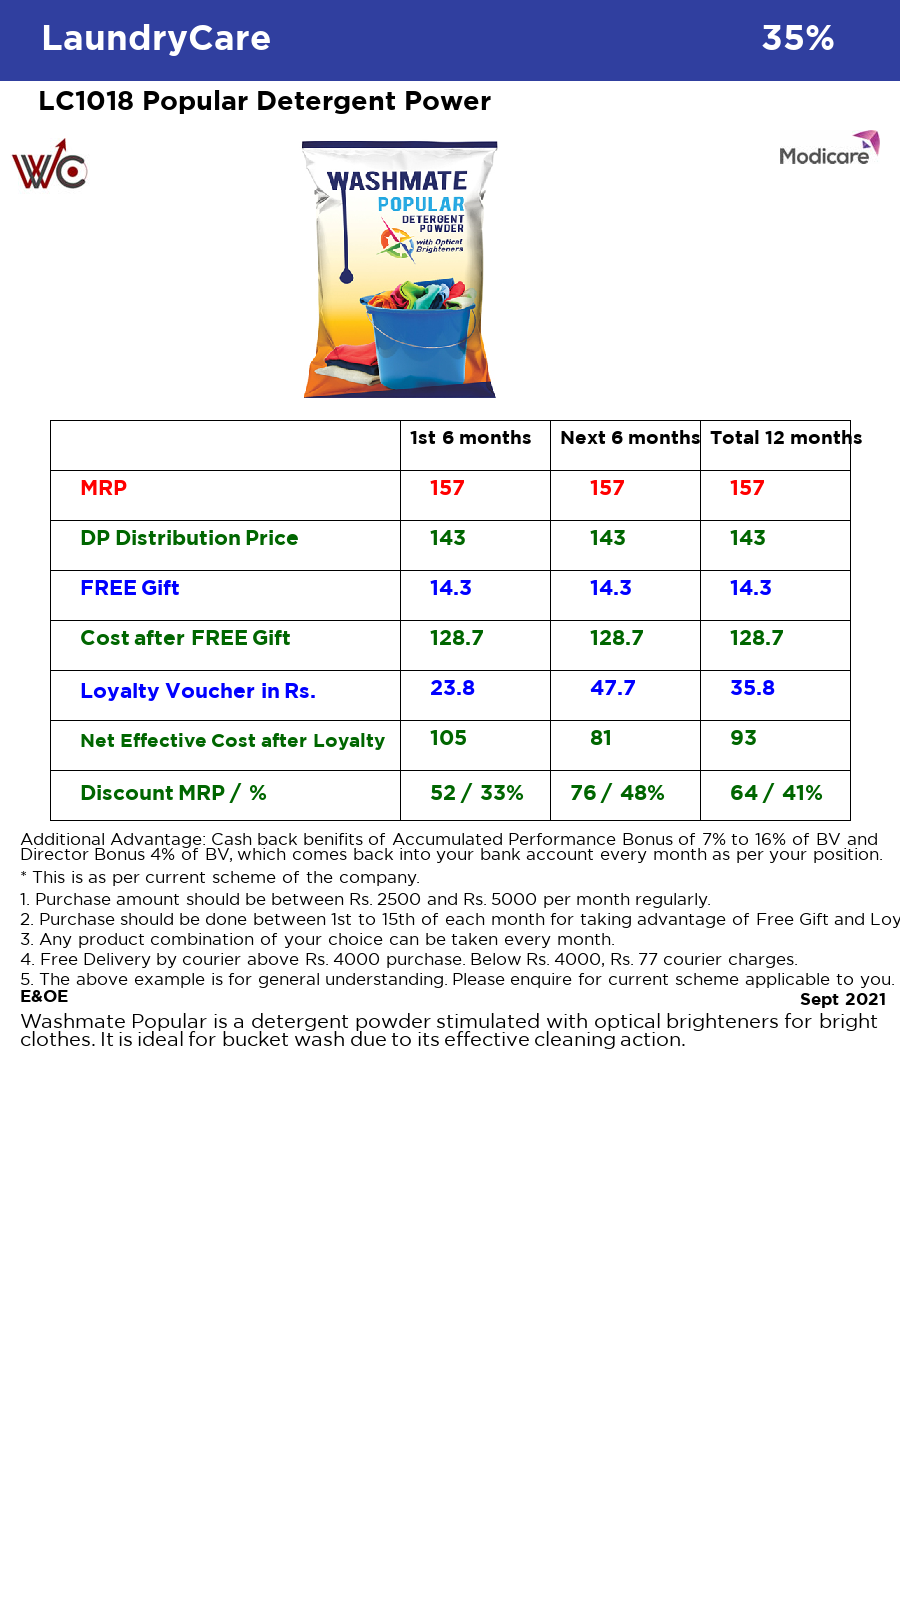 LaundryCare 35%
LC1018 Popular Detergent Power
WC
Modicare
WASHMATE
POPULAR
DETERGENT
POWDER
with Optical
Brighteners
1st 6 months Next 6 months Total 12 months
MRP 157 157 157
DP Distribution Price 143 143 143
FREE Gift 14.3 14.3 14.3
Cost after FREE Gift 128.7 128.7 128.7
Loyalty Voucher in Rs. 23.8 47.7 35.8
Net Effective Cost after Loyalty 105 81 93
Discount MRP / % 52 / 33% 76 / 48% 64 / 41%
Additional Advantage: Cash back benifits of Accumulated Performance Bonus of 7% to 16% of BV and
Director Bonus 4% of BV, which comes back into your bank account every month as per your position.
* This is as per current scheme of the company.
1. Purchase amount should be between Rs. 2500 and Rs. 5000 per month regularly.
2. Purchase should be done between 1st to 15th of each month for taking advantage of Free Gift and Loy
3. Any product combination of your choice can be taken every month.
4. Free Delivery by courier above Rs. 4000 purchase. Below Rs. 4000, Rs. 77 courier charges.
5. The above example is for general understanding. Please enquire for current scheme applicable to you.
E&OE Sept 2021
Washmate Popular is a detergent powder stimulated with optical brighteners for bright
clothes. It is ideal for bucket wash due to its effective cleaning action.